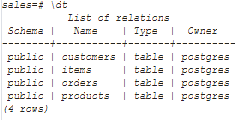 sales=# \dt
List of relations
Schema | Name | Type | Owner
--------+-----------+-------+----------
public | customers | table | postgres
public | items | table | postgres
public | orders | table | postgres
public | products | table | postgres
(4 rows)